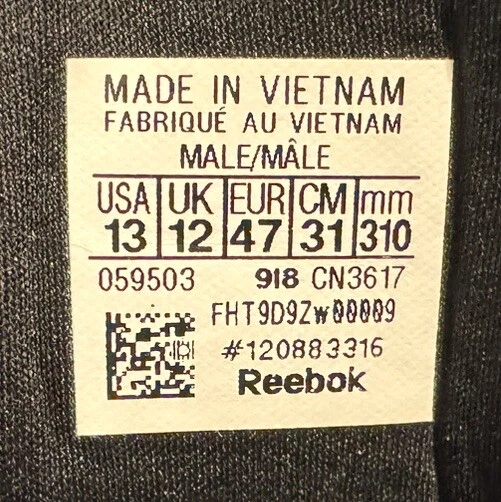 MADE IN VIETNAM
FABRIQUÉ AU VIETNAM
MALE/MÂLE
USA UK EUR CM mm
13 12 47 31 310
059503 918 CN3617
FHT9D9Zw00009
#120883316
Reebok